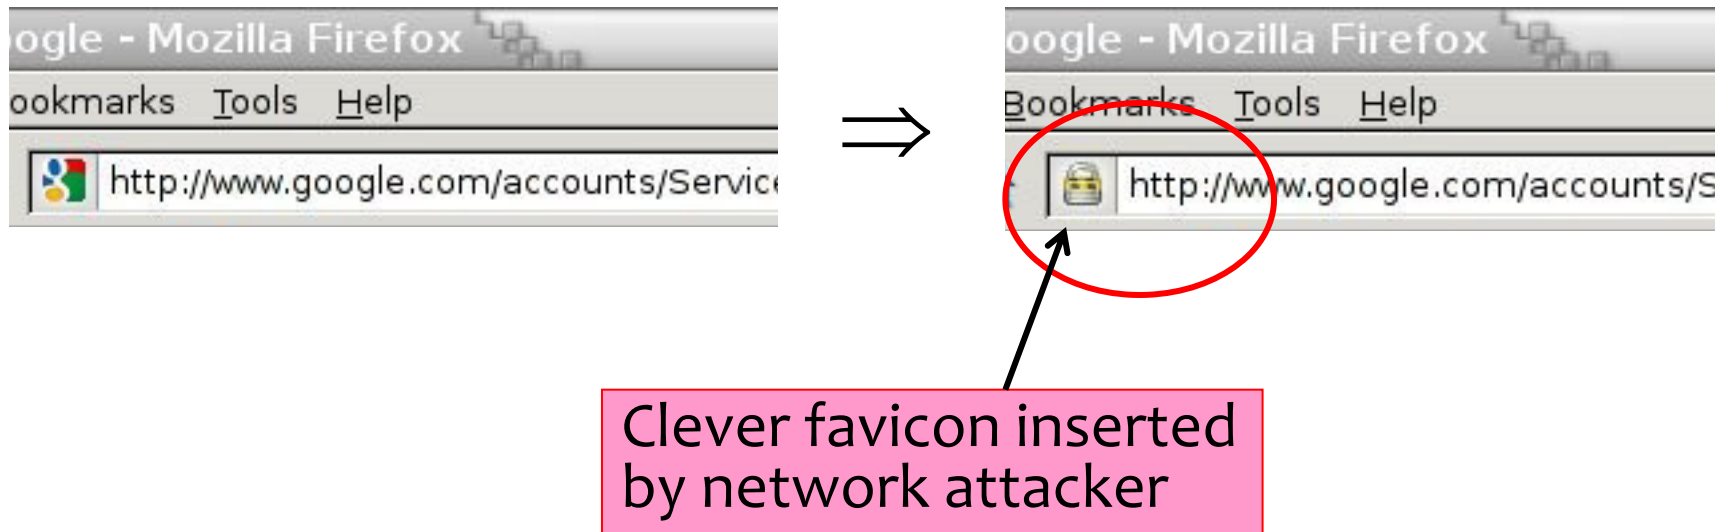 ogle - Mozilla Firefox
ookmarks Tools Help
http://www.google.com/accounts/Service
⇒
oogle - Mozilla Firefox
Bookmarks Tools Help
http://www.google.com/accounts/S
Clever favicon inserted
by network attacker